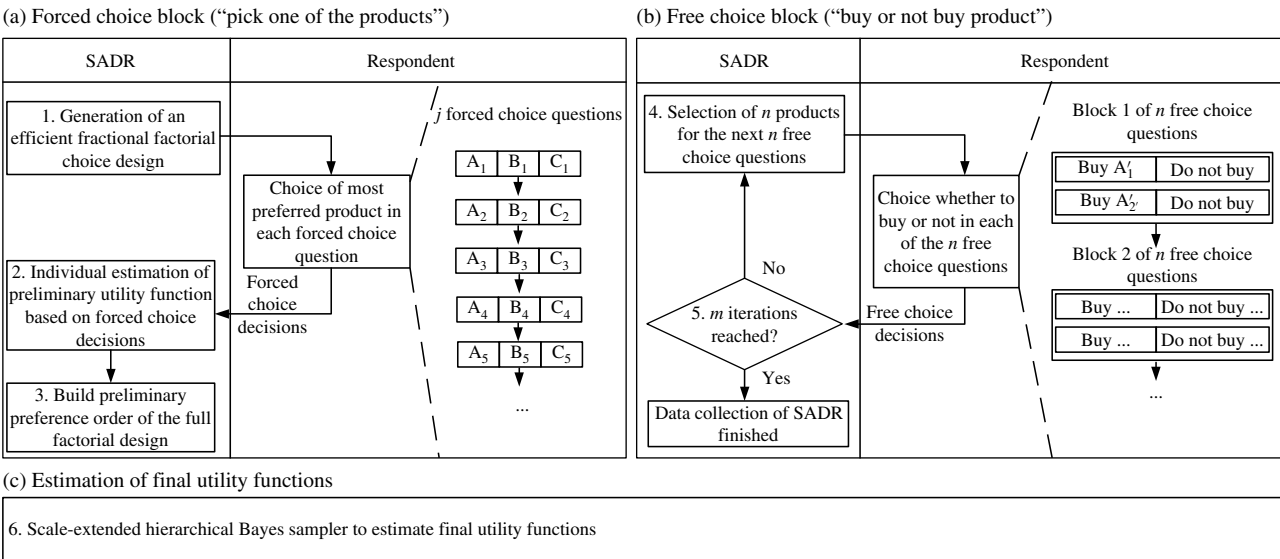 (a) Forced choice block (“pick one of the products”)
SADR
Respondent
1. Generation of an
efficient fractional factorial
choice design
Choice of most
preferred product in
each forced choice
question
Forced
choice
decisions
2. Individual estimation of
preliminary utility function
based on forced choice
decisions
3. Build preliminary
preference order of the full
factorial design
j forced choice questions
A₁ B₁ C₁
A₂ B₂ C₂
A₃ B₃ C₃
A₄ B₄ C₄
A₅ B₅ C₅
...
(b) Free choice block (“buy or not buy product”)
SADR
Respondent
4. Selection of n products
for the next n free
choice questions
Choice whether to
buy or not in each
of the n free
choice questions
Free choice
decisions
No
5. m iterations
reached?
Yes
Data collection of SADR
finished
Block 1 of n free choice
questions
Buy A′₁ Do not buy
Buy A′₂′ Do not buy
Block 2 of n free choice
questions
Buy ... Do not buy ...
Buy ... Do not buy ...
...
(c) Estimation of final utility functions
6. Scale-extended hierarchical Bayes sampler to estimate final utility functions